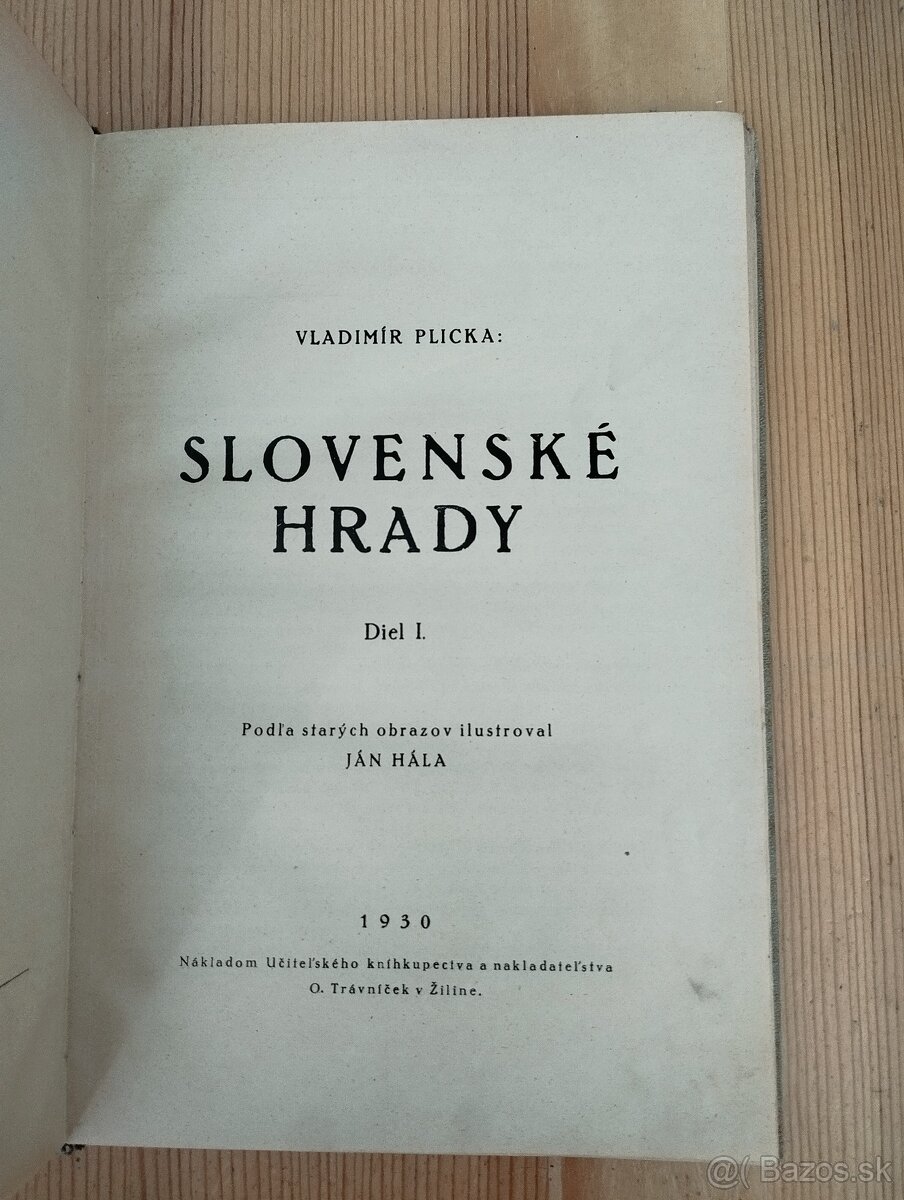 VLADIMÍR PLICKA:
SLOVENSKÉ
HRADY
Diel I.
Podľa starých obrazov ilustroval
JÁN HÁLA
1930
Nákladom Učiteľského kníhkupectva a nakladateľstva
O. Trávníček v Žiline.
@( Bazos.sk